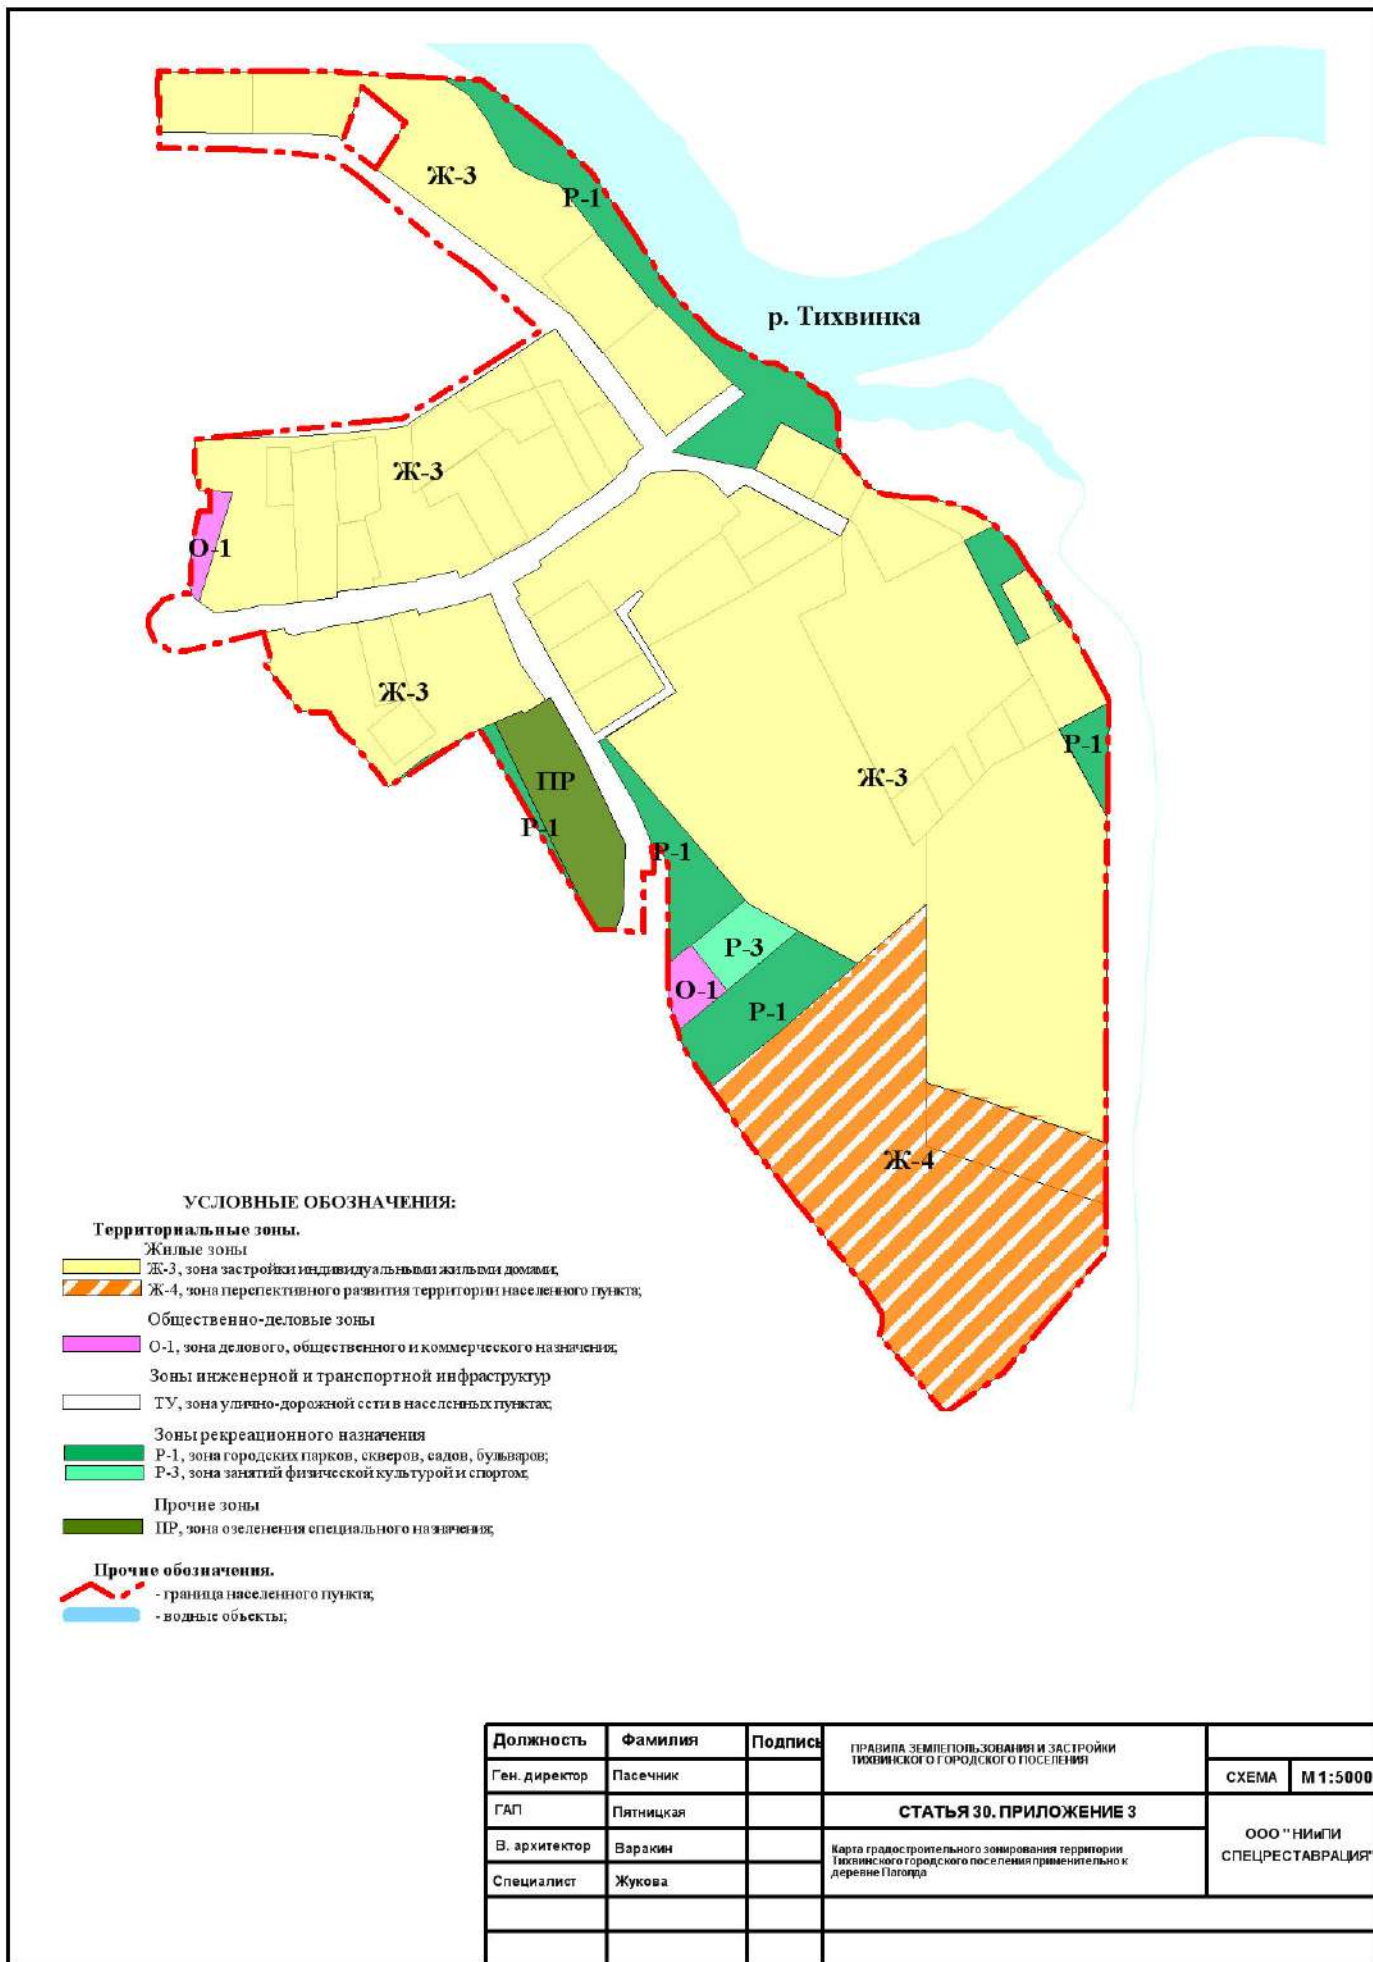 Ж-3
Р-1
р. Тихвинка
Ж-3
О-1
Ж-3
ПР
Р-1
Р-1
Ж-3
Р-1
Р-3
О-1
Р-1
Ж-4
УСЛОВНЫЕ ОБОЗНАЧЕНИЯ:
Территориальные зоны.
Жилые зоны
Ж-3, зона застройки индивидуальными жилыми домами;
Ж-4, зона перспективного развития территории населенного пункта;
Общественно-деловые зоны
О-1, зона делового, общественного и коммерческого назначения;
Зоны инженерной и транспортной инфраструктур
ТУ, зона улично-дорожной сети в населенных пунктах;
Зоны рекреационного назначения
Р-1, зона городских парков, скверов, садов, бульваров;
Р-3, зона занятий физической культурой и спортом;
Прочие зоны
ПР, зона озеленения специального назначения;
Прочие обозначения.
- граница населенного пункта;
- водные объекты;
Должность Фамилия Подпись
Ген. директор Пасечник
ГАП Пятницкая
В. архитектор Варакин
Специалист Жукова
ПРАВИЛА ЗЕМЛЕПОЛЬЗОВАНИЯ И ЗАСТРОЙКИ
ТИХВИНСКОГО ГОРОДСКОГО ПОСЕЛЕНИЯ
СХЕМА М 1:5000
СТАТЬЯ 30. ПРИЛОЖЕНИЕ 3
Карта градостроительного зонирования территории
Тихвинского городского поселения применительно к
деревне Паголда
ООО "НИиПИ
СПЕЦРЕСТАВРАЦИЯ"